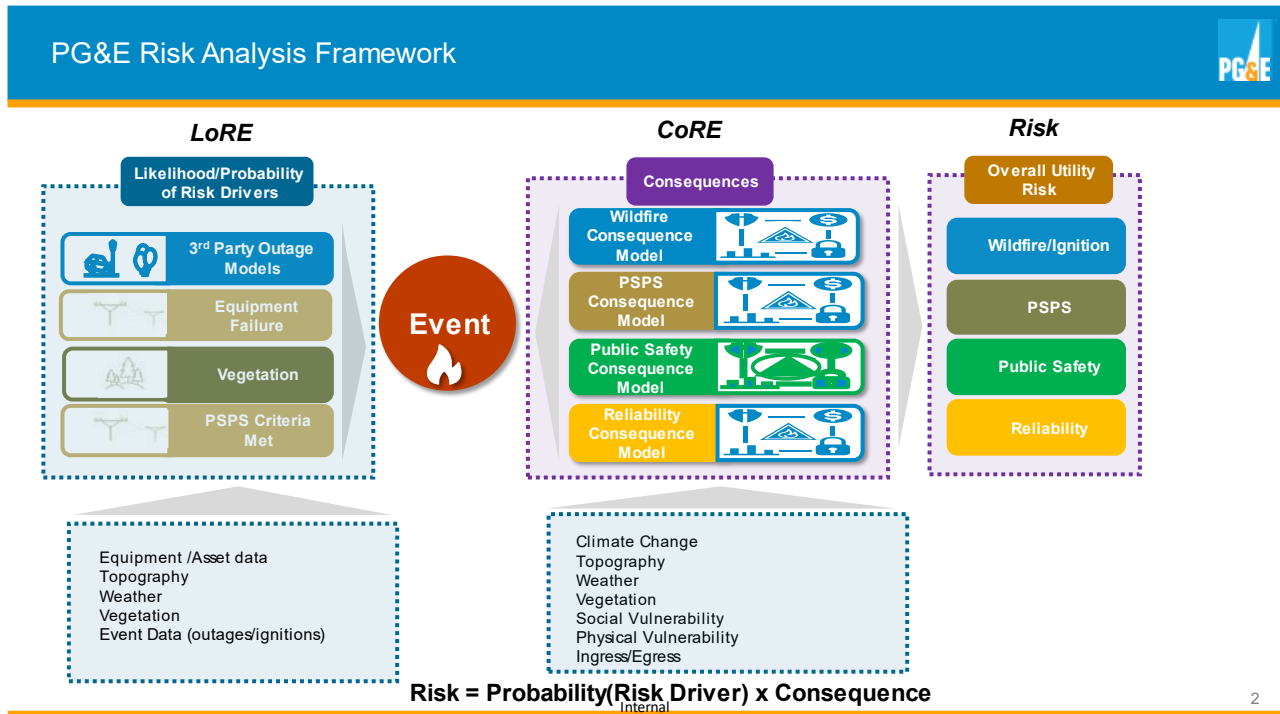 PG&E Risk Analysis Framework
PG&E
LoRE
Likelihood/Probability
of Risk Drivers
3rd Party Outage
Models
Equipment
Failure
Vegetation
PSPS Criteria
Met
Event
CoRE
Consequences
Wildfire
Consequence
Model
PSPS
Consequence
Model
Public Safety
Consequence
Model
Reliability
Consequence
Model
Risk
Overall Utility
Risk
Wildfire/Ignition
PSPS
Public Safety
Reliability
Equipment /Asset data
Topography
Weather
Vegetation
Event Data (outages/ignitions)
Climate Change
Topography
Weather
Vegetation
Social Vulnerability
Physical Vulnerability
Ingress/Egress
Risk = Probability(Risk Driver) x Consequence
Internal
2